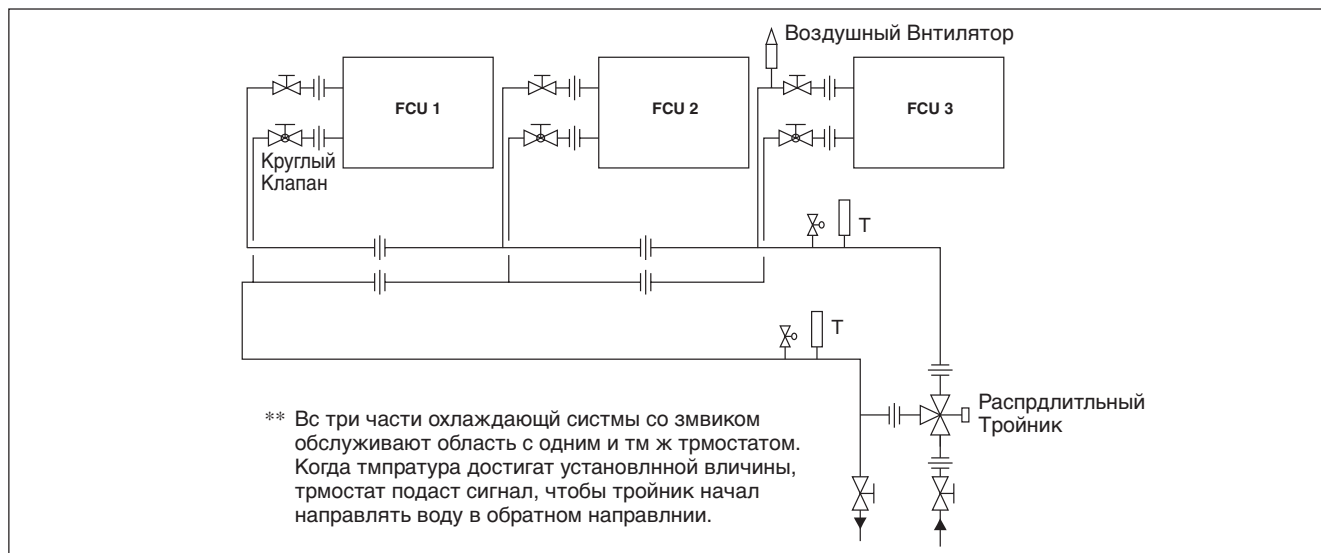 Воздушный Внтилятор
FCU 1
FCU 2
FCU 3
Круглый
Клапан
T
T
Распрдлитльный
Тройник
** Вс три части охлаждающй систмы со змвиком
обслуживают область с одним и тм ж трмостатом.
Когда тмпратура достигат установлнной вличины,
трмостат подаст сигнал, чтобы тройник начал
направлять воду в обратном направлнии.